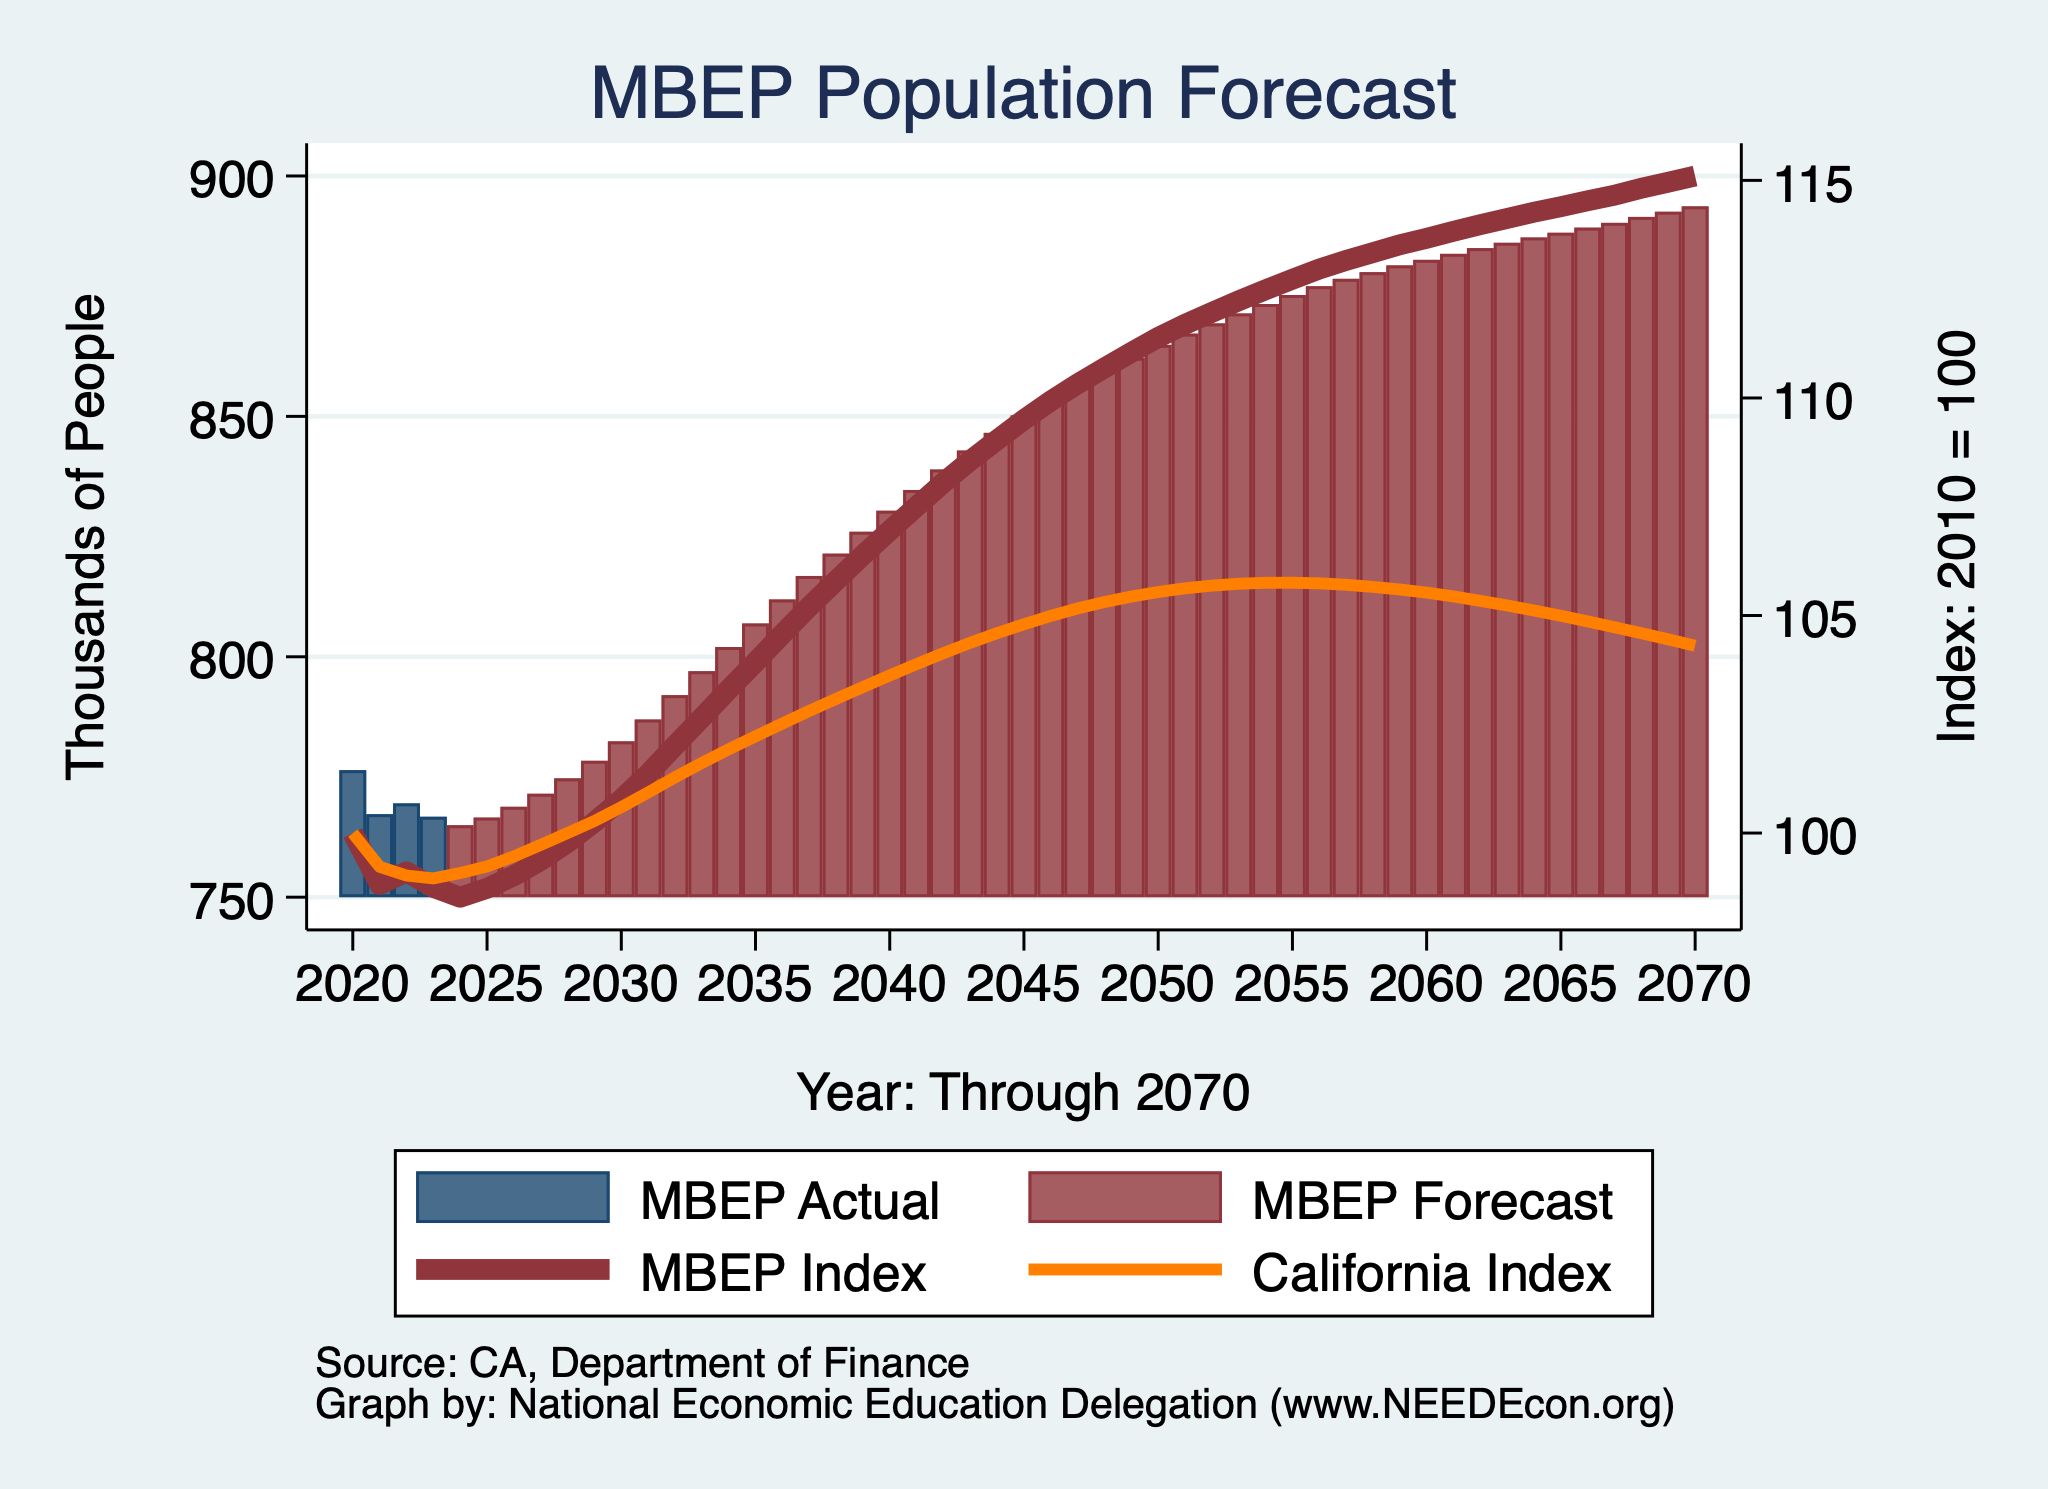 MBEP Population Forecast
900
850
800
750
Thousands of People
115
110
105
100
Index: 2010 = 100
2020 2025 2030 2035 2040 2045 2050 2055 2060 2065 2070
Year: Through 2070
MBEP Actual
MBEP Forecast
MBEP Index
California Index
Source: CA, Department of Finance
Graph by: National Economic Education Delegation (www.NEEDEcon.org)